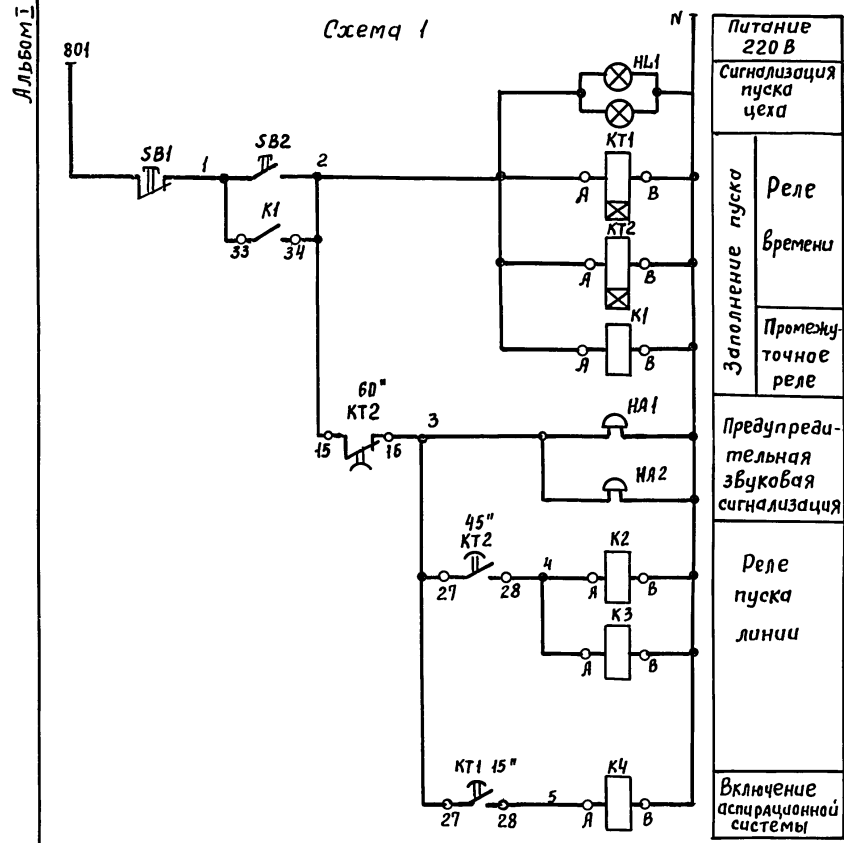 Альбом I
Схема 1
801
N
HL1
SB1
1
SB2
2
KT1
A
B
K1
33
34
KT2
A
B
K1
A
B
60"
KT2
15
16
3
HA1
HA2
45"
KT2
27
28
4
K2
A
B
K3
A
B
KT1 15"
27
28
5
K4
A
B
Питание
220 В
Сигнализация
пуска
цеха
Заполнение пуска
Реле
времени
Промежу-
точное
реле
Предупреди-
тельная
звуковая
сигнализация
Реле
пуска
линии
Включение
аспирационной
системы